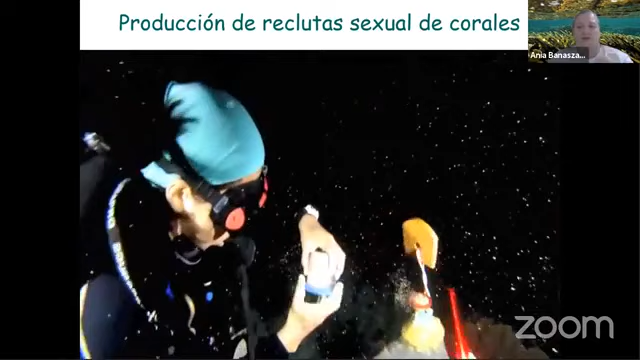 Producción de reclutas sexual de corales
Ania Banasza...
zoom